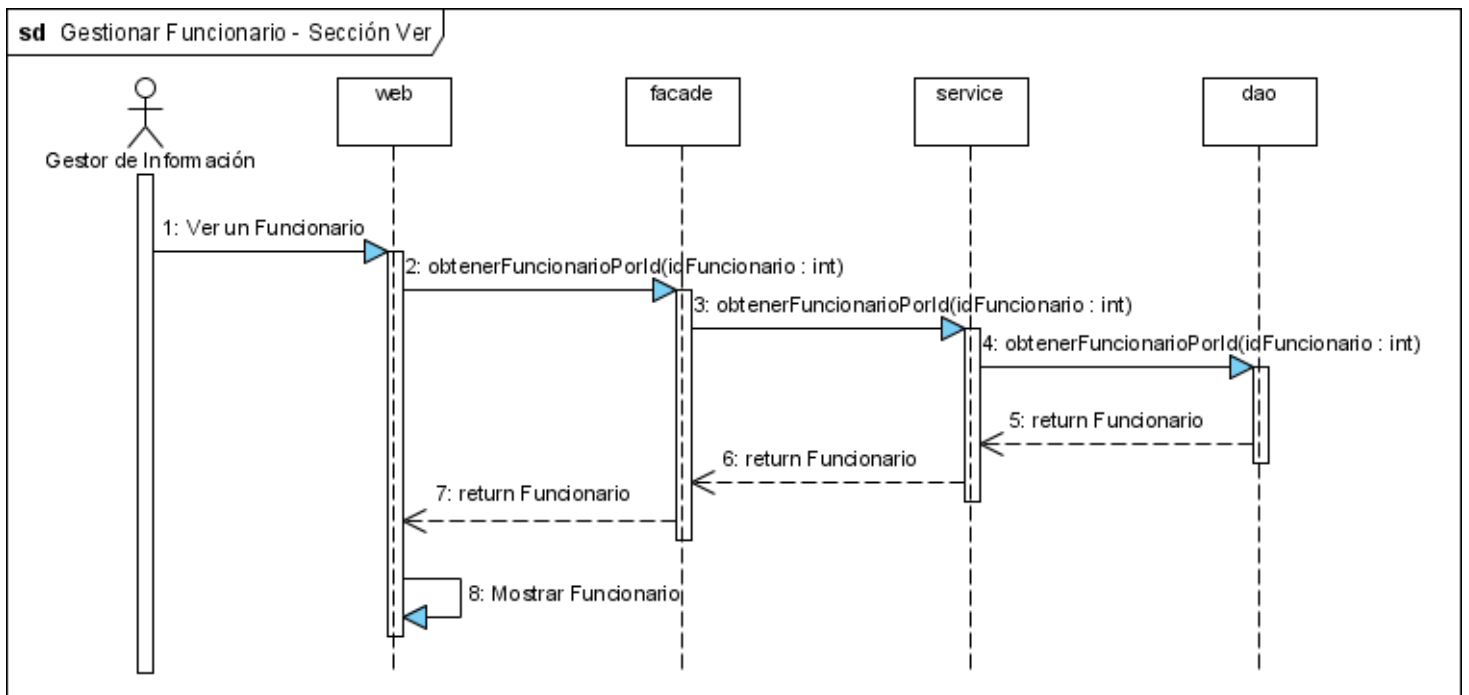 sd Gestionar Funcionario - Sección Ver
web
facade
service
dao
Gestor de Información
1: Ver un Funcionario
2: obtenerFuncionarioPorId(idFuncionario : int)
3: obtenerFuncionarioPorId(idFuncionario : int)
4: obtenerFuncionarioPorId(idFuncionario : int)
5: return Funcionario
6: return Funcionario
7: return Funcionario
8: Mostrar Funcionario